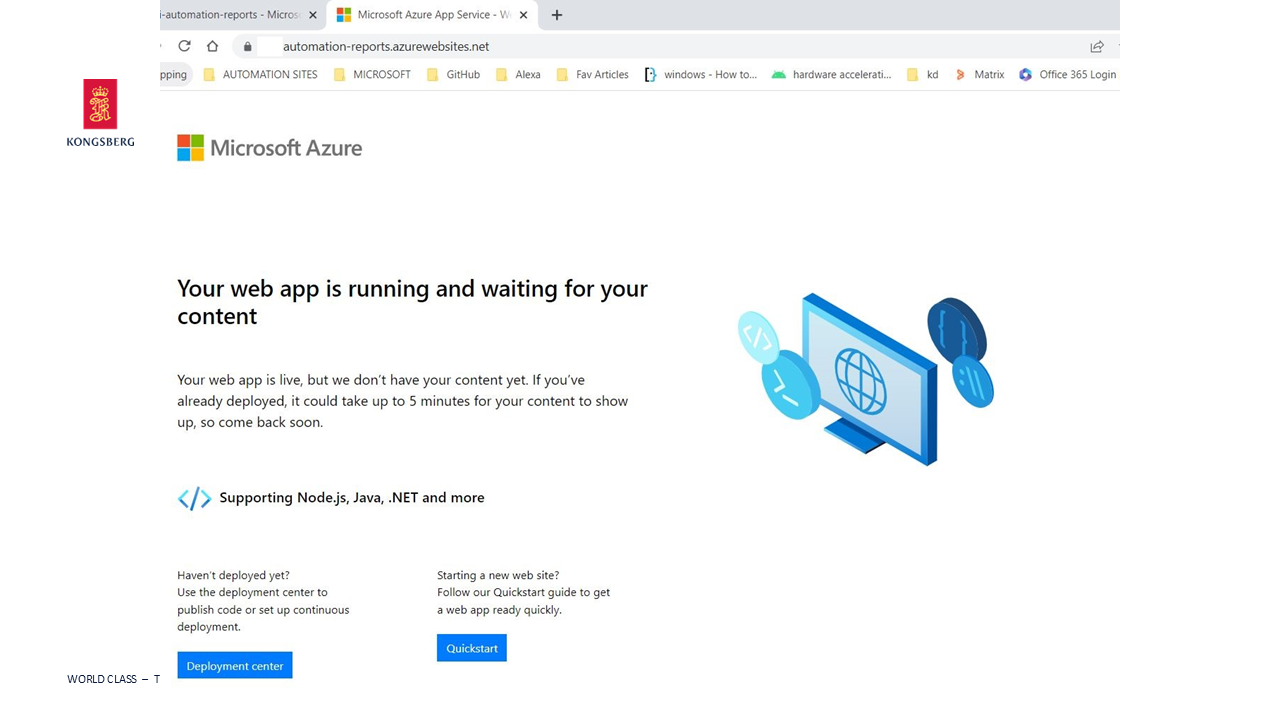 i-automation-reports - Micros
Microsoft Azure App Service - W
automation-reports.azurewebsites.net
pping
AUTOMATION SITES
MICROSOFT
GitHub
Alexa
Fav Articles
windows - How to...
hardware accelerati...
kd
Matrix
Office 365 Login
KONGSBERG
Microsoft Azure
Your web app is running and waiting for your
content
Your web app is live, but we don't have your content yet. If you've
already deployed, it could take up to 5 minutes for your content to show
up, so come back soon.
Supporting Node.js, Java, .NET and more
Haven't deployed yet?
Use the deployment center to
publish code or set up continuous
deployment.
Deployment center
Starting a new web site?
Follow our Quickstart guide to get
a web app ready quickly.
Quickstart
WORLD CLASS – T